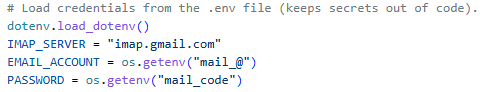 # Load credentials from the .env file (keeps secrets out of code).
dotenv.load_dotenv()
IMAP_SERVER = "imap.gmail.com"
EMAIL_ACCOUNT = os.getenv("mail_@")
PASSWORD = os.getenv("mail_code")